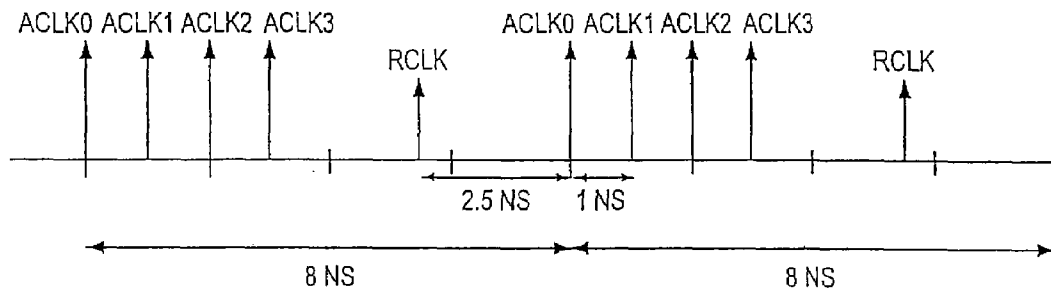 ACLK0 ACLK1 ACLK2 ACLK3 ACLK0 ACLK1 ACLK2 ACLK3
RCLK RCLK
2.5 NS 1 NS
8 NS 8 NS